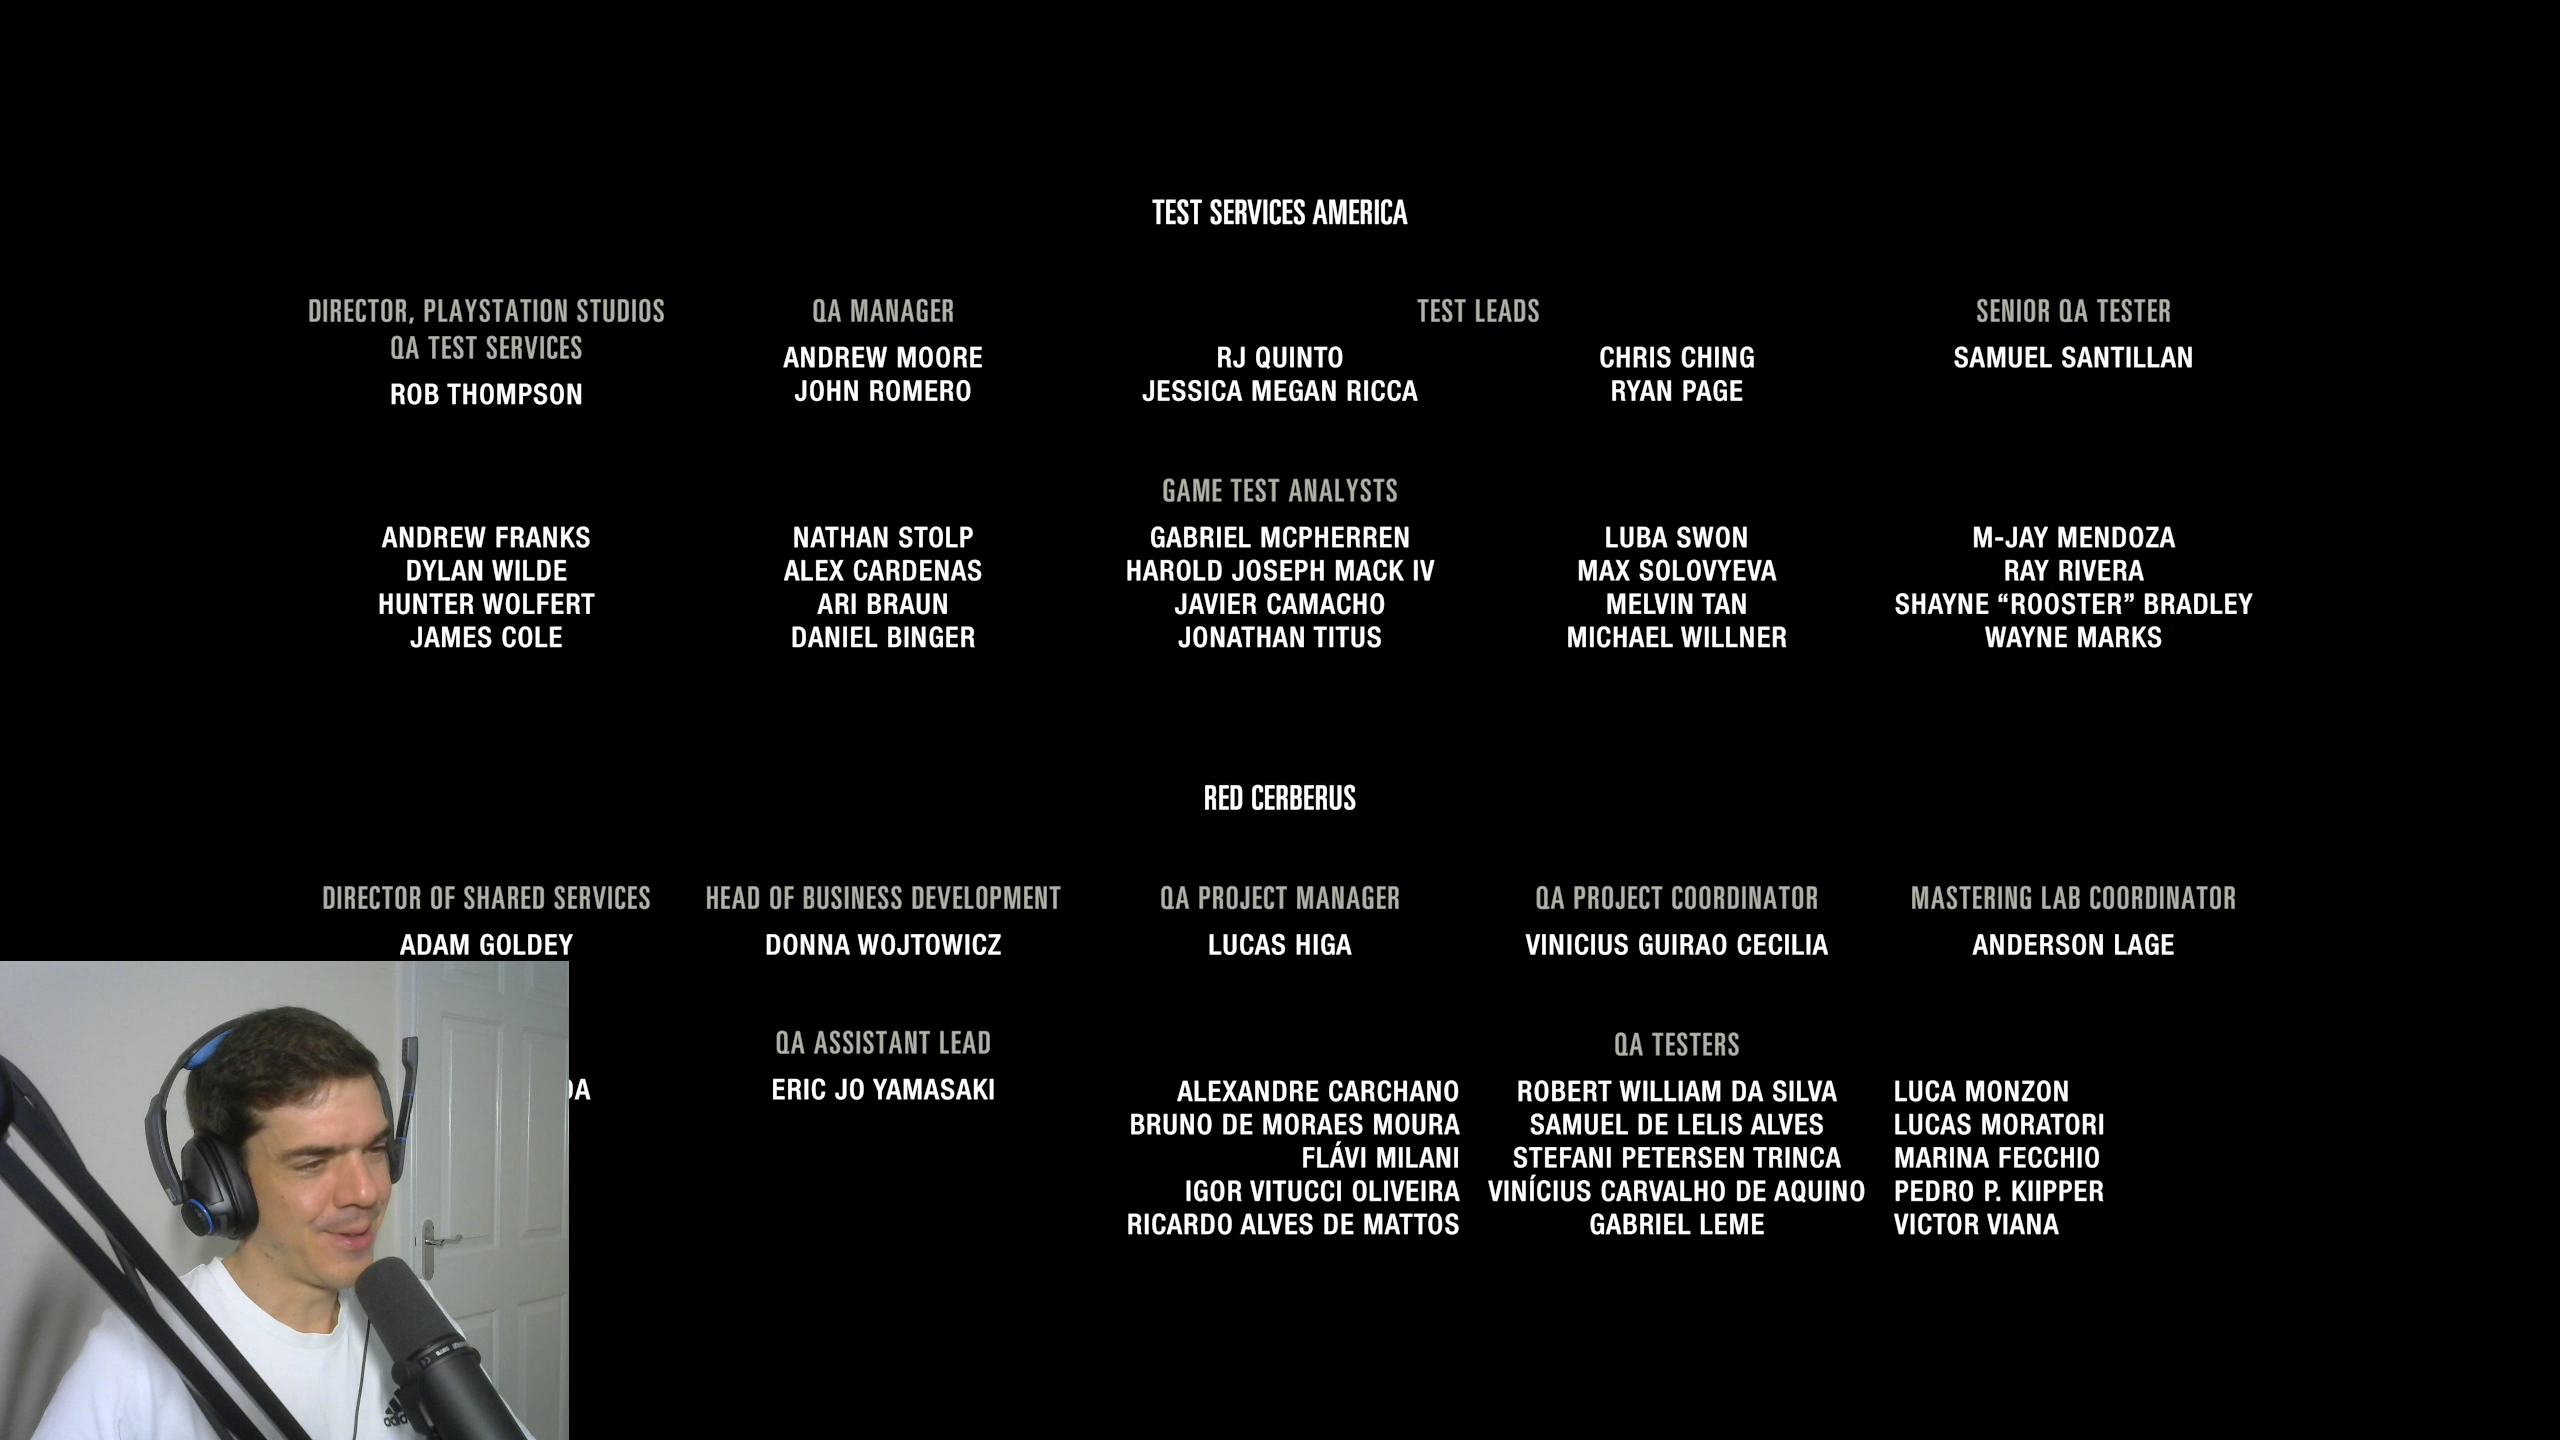 TEST SERVICES AMERICA
DIRECTOR, PLAYSTATION STUDIOS
QA TEST SERVICES
ROB THOMPSON
QA MANAGER
ANDREW MOORE
JOHN ROMERO
TEST LEADS
RJ QUINTO
JESSICA MEGAN RICCA
CHRIS CHING
RYAN PAGE
SENIOR QA TESTER
SAMUEL SANTILLAN
GAME TEST ANALYSTS
ANDREW FRANKS
DYLAN WILDE
HUNTER WOLFERT
JAMES COLE
NATHAN STOLP
ALEX CARDENAS
ARI BRAUN
DANIEL BINGER
GABRIEL MCPHERREN
HAROLD JOSEPH MACK IV
JAVIER CAMACHO
JONATHAN TITUS
LUBA SWON
MAX SOLOVYEVA
MELVIN TAN
MICHAEL WILLNER
M-JAY MENDOZA
RAY RIVERA
SHAYNE “ROOSTER” BRADLEY
WAYNE MARKS
RED CERBERUS
DIRECTOR OF SHARED SERVICES
ADAM GOLDEY
HEAD OF BUSINESS DEVELOPMENT
DONNA WOJTOWICZ
QA PROJECT MANAGER
LUCAS HIGA
QA PROJECT COORDINATOR
VINICIUS GUIRAO CECILIA
MASTERING LAB COORDINATOR
ANDERSON LAGE
QA ASSISTANT LEAD
ERIC JO YAMASAKI
QA TESTERS
ALEXANDRE CARCHANO
BRUNO DE MORAES MOURA
FLÁVI MILANI
IGOR VITUCCI OLIVEIRA
RICARDO ALVES DE MATTOS
ROBERT WILLIAM DA SILVA
SAMUEL DE LELIS ALVES
STEFANI PETERSEN TRINCA
VINÍCIUS CARVALHO DE AQUINO
GABRIEL LEME
LUCA MONZON
LUCAS MORATORI
MARINA FECCHIO
PEDRO P. KIIPPER
VICTOR VIANA